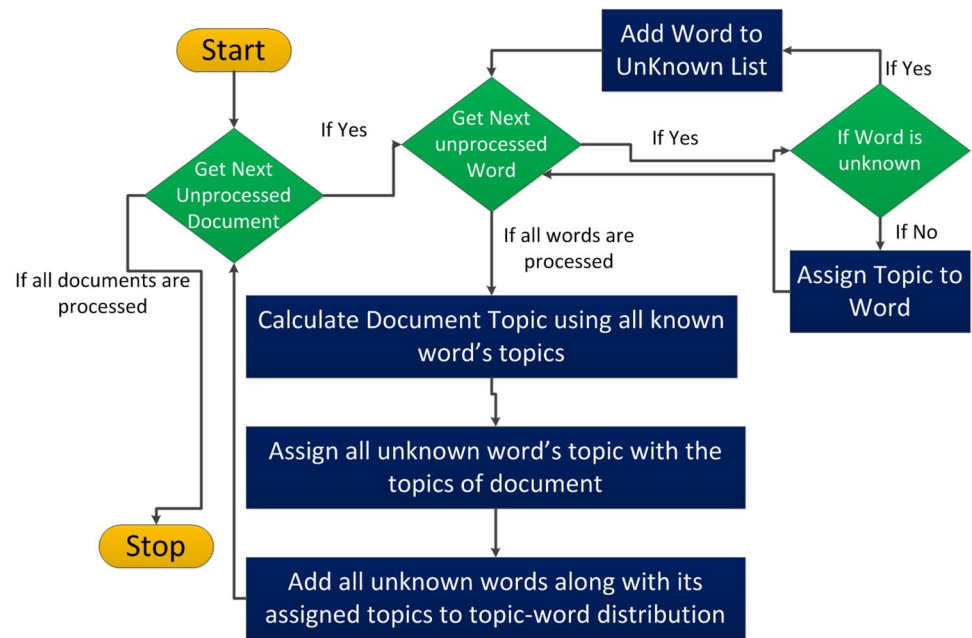 Start
Get Next
Unprocessed
Document
If Yes
Get Next
unprocessed
Word
If Yes
If Word is
unknown
If Yes
Add Word to
UnKnown List
If No
Assign Topic to
Word
If all words are
processed
If all documents are
processed
Calculate Document Topic using all known
word's topics
Assign all unknown word's topic with the
topics of document
Add all unknown words along with its
assigned topics to topic-word distribution
Stop